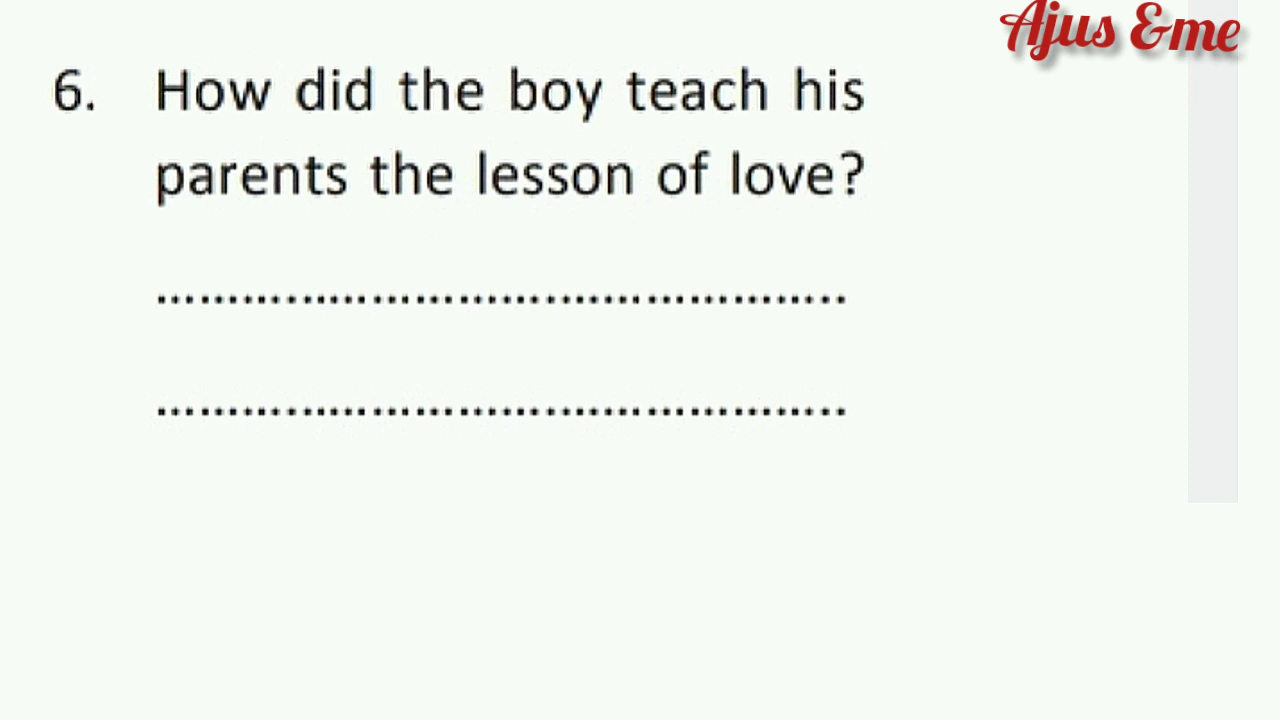 Ajus &me
6. How did the boy teach his
parents the lesson of love?
................................................
................................................